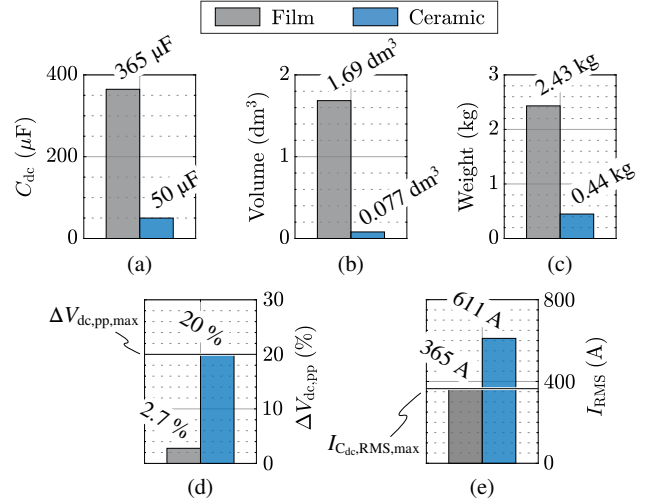 Film Ceramic
365 μF
50 μF
400
200
0
C_dc (μF)
(a)
1.69 dm³
0.077 dm³
2
1
0
Volume (dm³)
(b)
2.43 kg
0.44 kg
3
2
1
0
Weight (kg)
(c)
ΔV_dc,pp,max
20 %
2.7 %
30
20
10
0
ΔV_dc,pp (%)
(d)
611 A
365 A
I_C_dc,RMS,max
800
400
0
I_RMS (A)
(e)